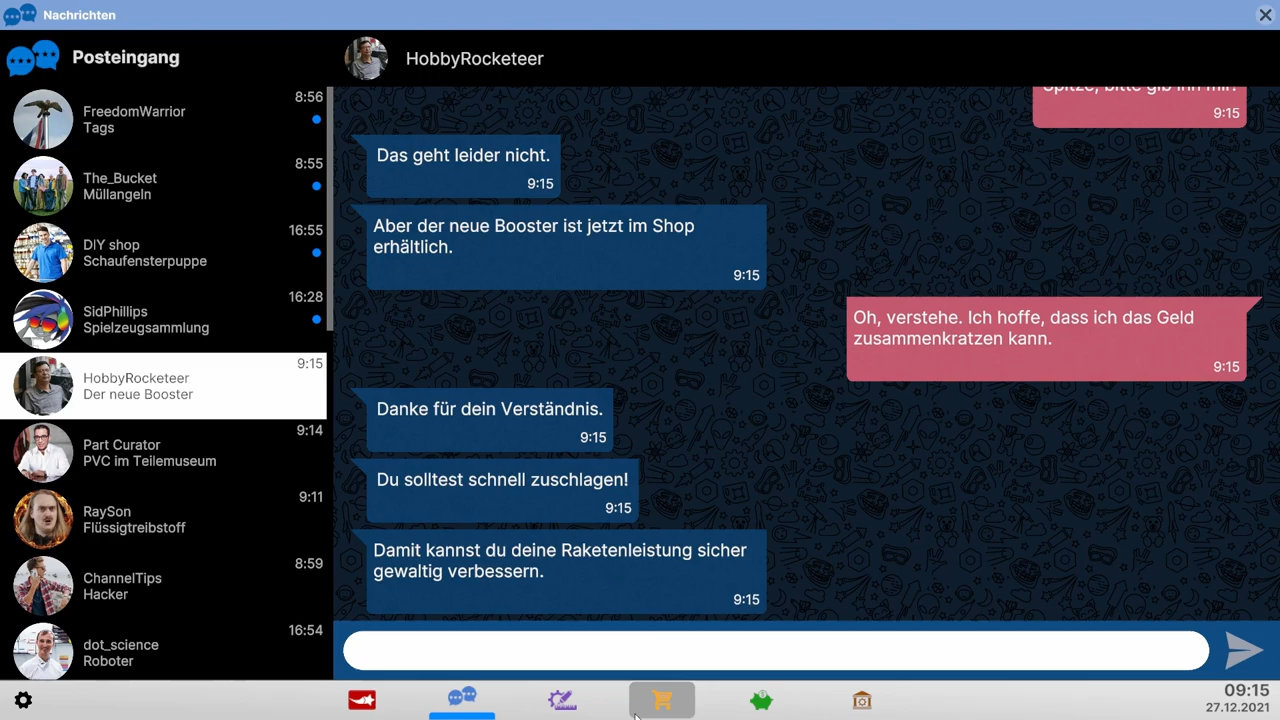 Nachrichten
Posteingang
FreedomWarrior
Tags
8:56
The_Bucket
Müllangeln
8:55
DIY shop
Schaufensterpuppe
16:55
SidPhillips
Spielzeugsammlung
16:28
HobbyRocketeer
Der neue Booster
9:15
Part Curator
PVC im Teilemuseum
9:14
RaySon
Flüssigtreibstoff
9:11
ChannelTips
Hacker
8:59
dot_science
Roboter
16:54
HobbyRocketeer
Spitze, bitte gib ihn mir!
9:15
Das geht leider nicht.
9:15
Aber der neue Booster ist jetzt im Shop
erhältlich.
9:15
Oh, verstehe. Ich hoffe, dass ich das Geld
zusammenkratzen kann.
9:15
Danke für dein Verständnis.
9:15
Du solltest schnell zuschlagen!
9:15
Damit kannst du deine Raketenleistung sicher
gewaltig verbessern.
9:15
09:15
27.12.2021